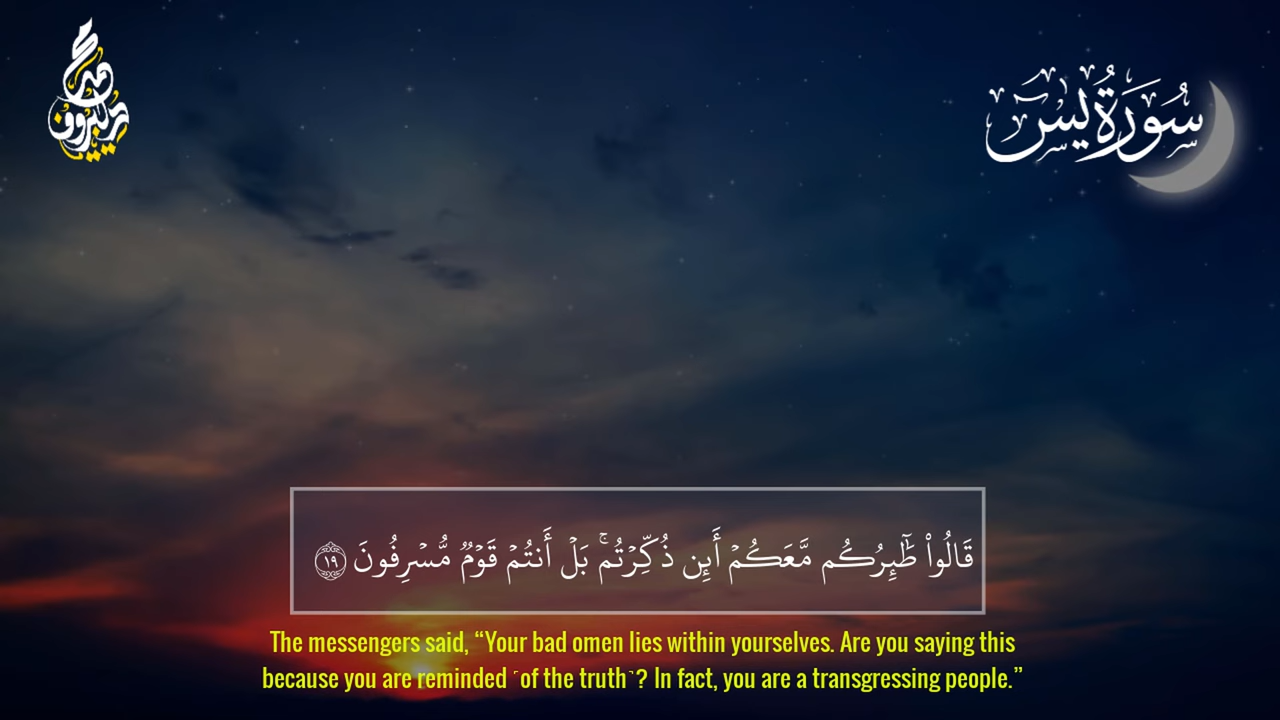 سُورَةُ يسٓ
قَالُوا۟ طَـٰٓئِرُكُم مَّعَكُمْ أَئِن ذُكِّرْتُم ۚ بَلْ أَنتُمْ قَوْمٌ مُّسْرِفُونَ ١٩
The messengers said, “Your bad omen lies within yourselves. Are you saying this
because you are reminded ˹of the truth˺? In fact, you are a transgressing people.”